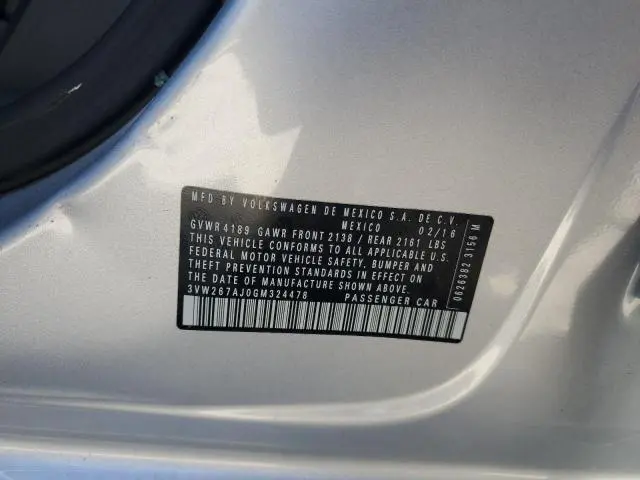 MFD BY VOLKSWAGEN DE MEXICO S.A. DE C.V.
MEXICO 02/16
GVWR 4189 GAWR FRONT 2138 / REAR 2161 LBS
THIS VEHICLE CONFORMS TO ALL APPLICABLE U.S.
FEDERAL MOTOR VEHICLE SAFETY, BUMPER AND
THEFT PREVENTION STANDARDS IN EFFECT ON
THE DATE OF MANUFACTURE SHOWN ABOVE.
3VW267AJ0GM324478 PASSENGER CAR
0626382 3156 M